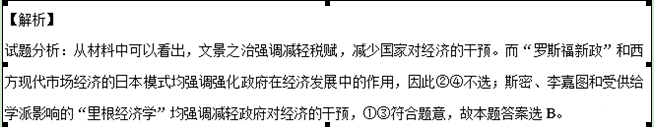 【解析】
试题分析：从材料中可以看出，文景之治强调减轻税赋，减少国家对经济的干预。而“罗斯福新政”和西
方现代市场经济的日本模式均强调强化政府在经济发展中的作用，因此②④不选；斯密、李嘉图和受供给
学派影响的“里根经济学”均强调减轻政府对经济的干预，①③符合题意，故本题答案选 B。